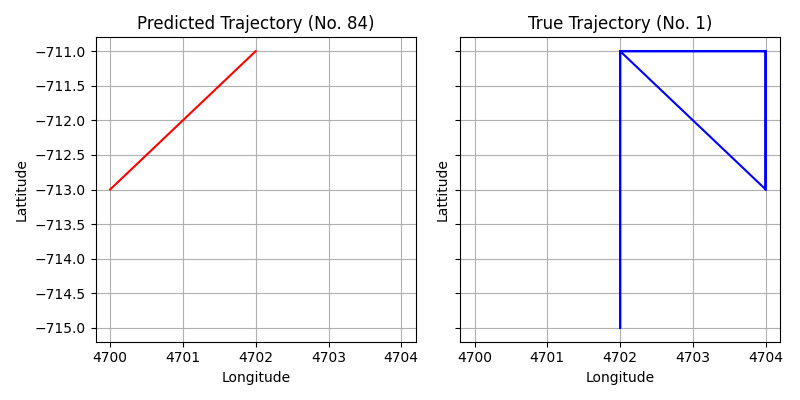 Predicted Trajectory (No. 84)
True Trajectory (No. 1)
Lattitude
−711.0
−711.5
−712.0
−712.5
−713.0
−713.5
−714.0
−714.5
−715.0
4700 4701 4702 4703 4704
Longitude
Lattitude
4700 4701 4702 4703 4704
Longitude